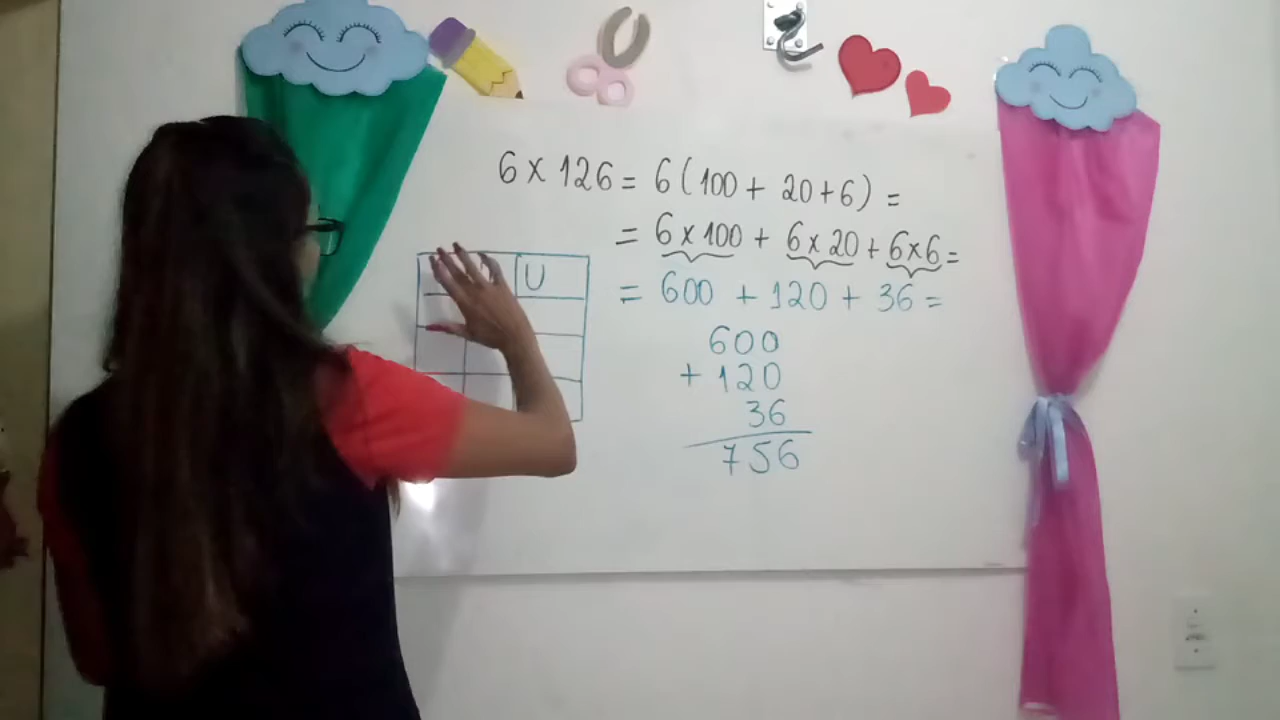 6 x 126 = 6 (100 + 20 + 6) =
= 6 x 100 + 6 x 20 + 6 x 6 =
= 600 + 120 + 36 =
U
600
+ 120
36
756